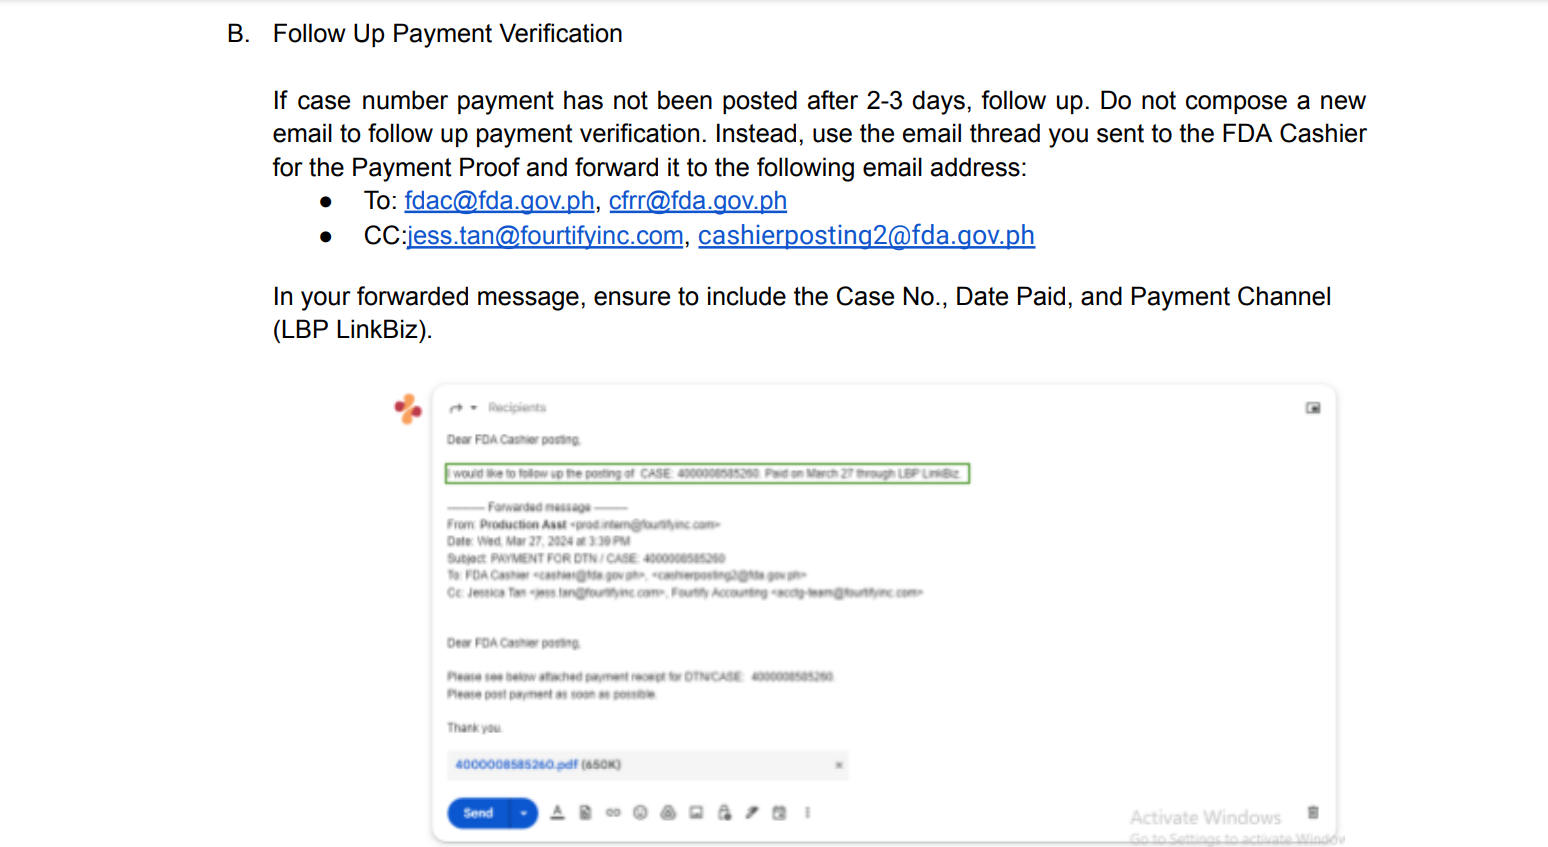 B. Follow Up Payment Verification
If case number payment has not been posted after 2-3 days, follow up. Do not compose a new
email to follow up payment verification. Instead, use the email thread you sent to the FDA Cashier
for the Payment Proof and forward it to the following email address:
● To: fdac@fda.gov.ph, cfrr@fda.gov.ph
● CC:jess.tan@fourtifyinc.com, cashierposting2@fda.gov.ph
In your forwarded message, ensure to include the Case No., Date Paid, and Payment Channel
(LBP LinkBiz).
Recipients
Dear FDA Cashier posting,
I would like to follow up the posting of CASE: 4000008585260. Paid on March 27 through LBP LinkBiz.
---------- Forwarded message ---------
From: Production Asst <prod.intern@fourtifyinc.com>
Date: Wed, Mar 27, 2024 at 3:39 PM
Subject: PAYMENT FOR DTN / CASE: 4000008585260
To: FDA Cashier <cashier@fda.gov.ph>, <cashierposting2@fda.gov.ph>
Cc: Jessica Tan <jess.tan@fourtifyinc.com>, Fourtify Accounting <acctg-team@fourtifyinc.com>
Dear FDA Cashier posting,
Please see below attached payment receipt for DTN/CASE: 4000008585260.
Please post payment as soon as possible.
Thank you.
4000008585260.pdf (650K)
Send
Activate Windows
Go to Settings to activate Window